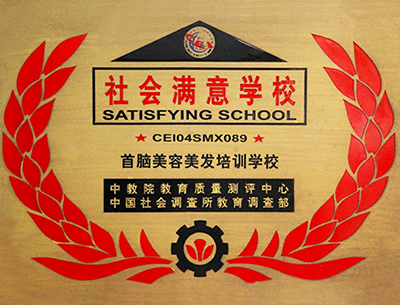 社会满意学校
SATISFYING SCHOOL
★ CEI04SMX089 ★
首脑美容美发培训学校
中教院教育质量测评中心
中国社会调查所教育调查部